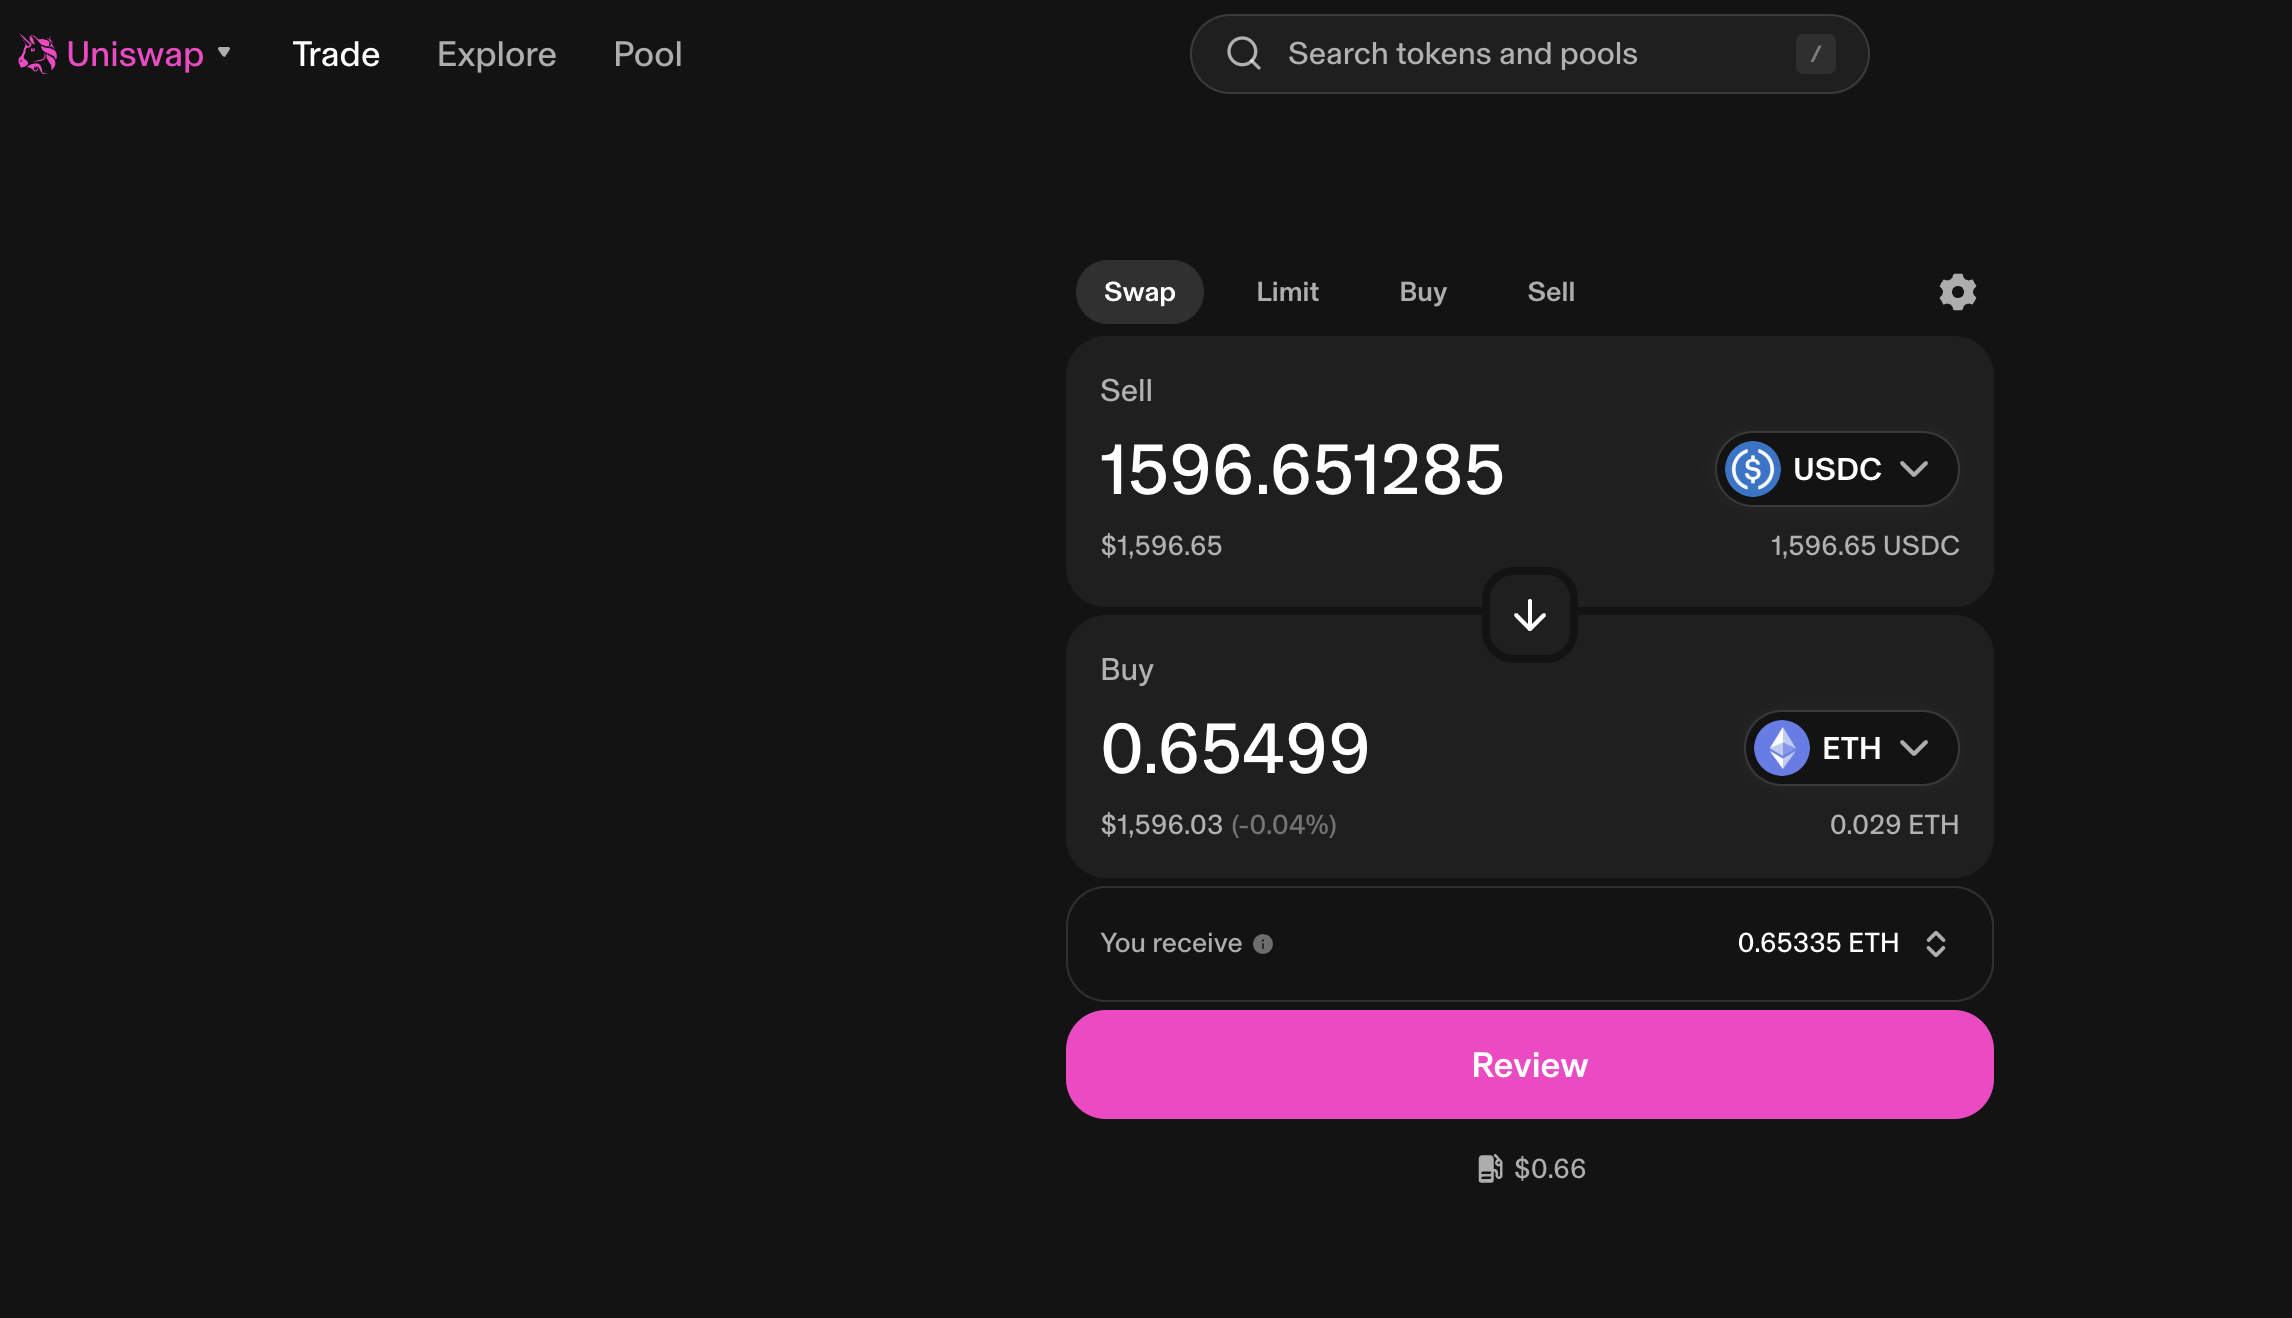 Uniswap Trade Explore Pool Search tokens and pools /
Swap Limit Buy Sell
Sell
1596.651285 USDC
$1,596.65 1,596.65 USDC
Buy
0.65499 ETH
$1,596.03 (-0.04%) 0.029 ETH
You receive 0.65335 ETH
Review
$0.66